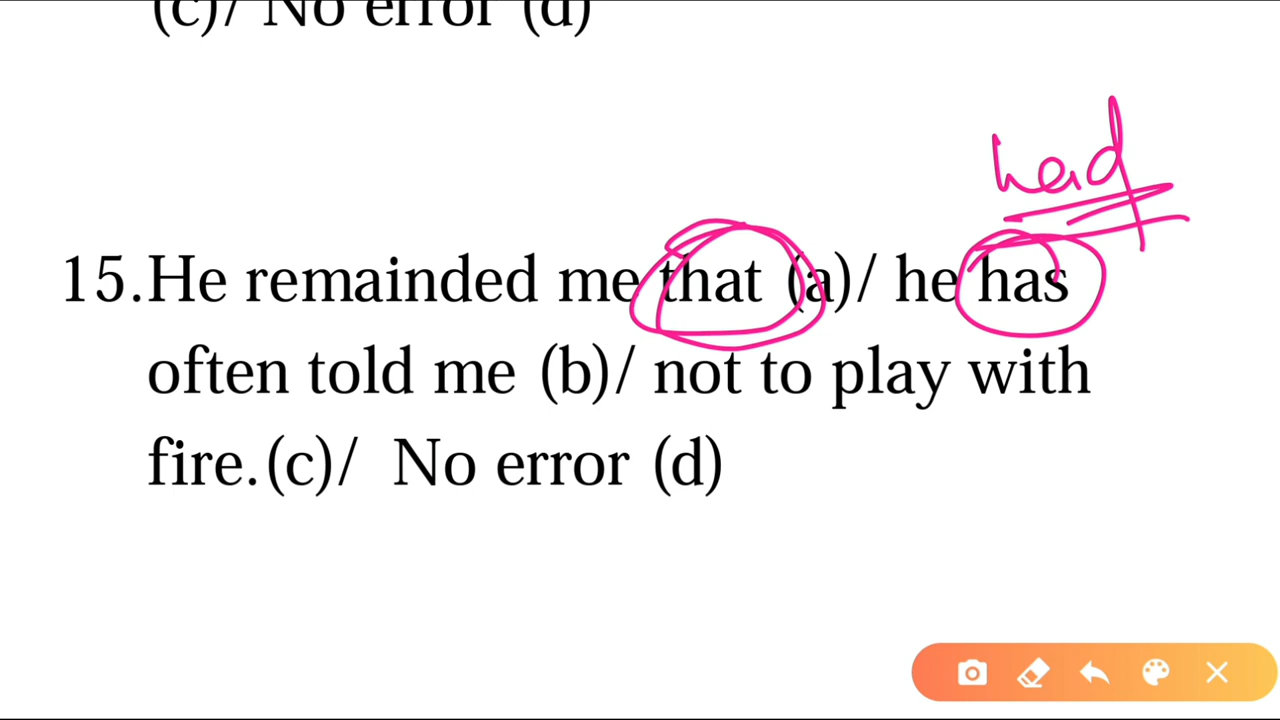 (c)/ No error (d)
had
15.He remainded me that (a)/ he has
often told me (b)/ not to play with
fire.(c)/ No error (d)